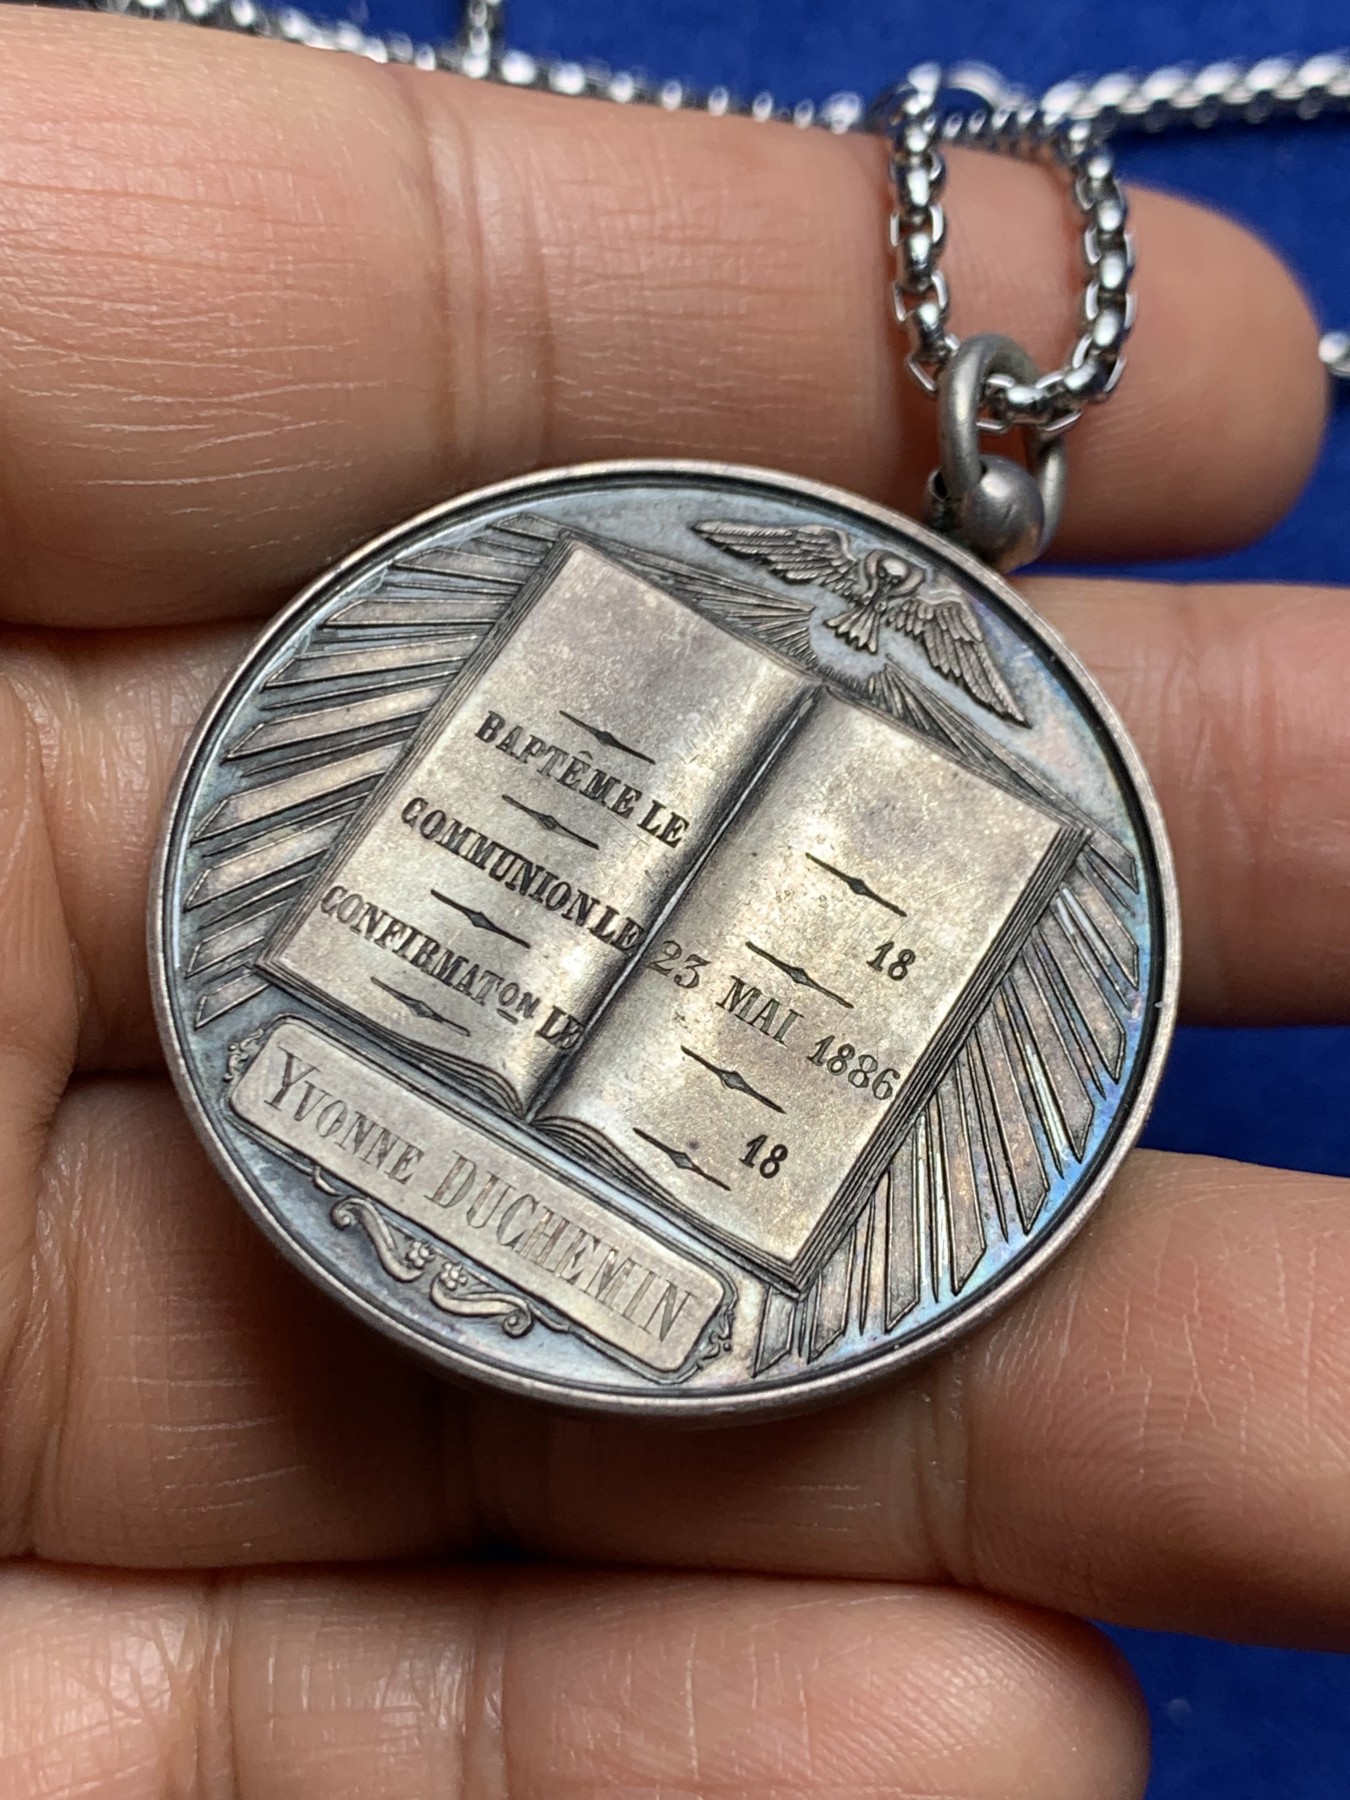 BAPTÊME LE
COMMUNION LE
CONFIRMATON LE
18
23 MAI 1886
18
YVONNE DUCHEMIN